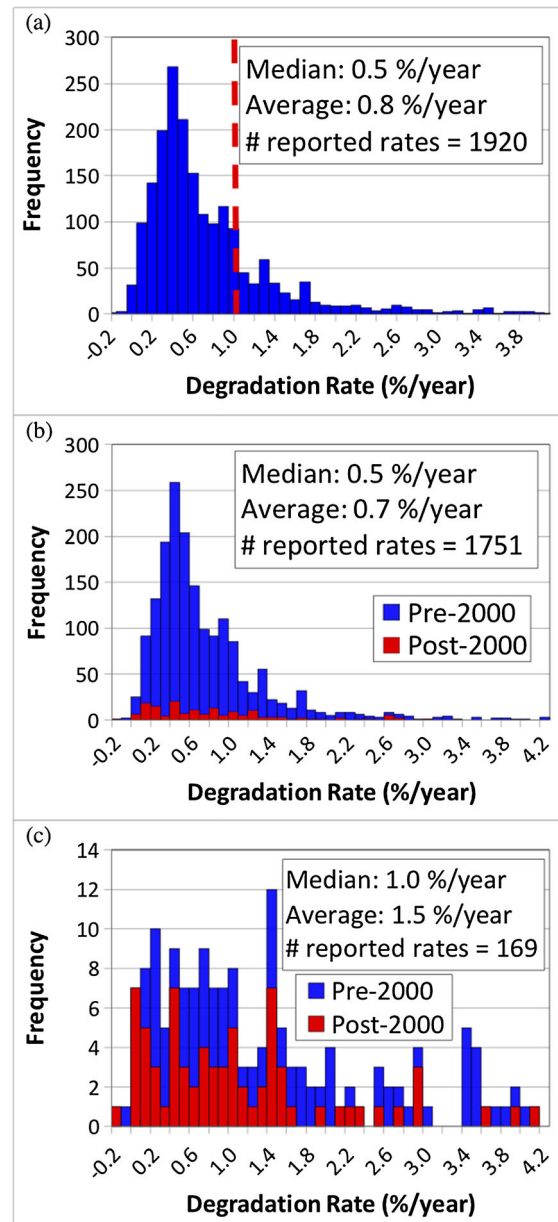 (a)
300
250
200
150
100
50
0
Frequency
Median: 0.5 %/year
Average: 0.8 %/year
# reported rates = 1920
-0.2 0.2 0.6 1.0 1.4 1.8 2.2 2.6 3.0 3.4 3.8
Degradation Rate (%/year)
(b)
300
250
200
150
100
50
0
Frequency
Median: 0.5 %/year
Average: 0.7 %/year
# reported rates = 1751
Pre-2000
Post-2000
-0.2 0.2 0.6 1.0 1.4 1.8 2.2 2.6 3.0 3.4 3.8 4.2
Degradation Rate (%/year)
(c)
14
12
10
8
6
4
2
0
Frequency
Median: 1.0 %/year
Average: 1.5 %/year
# reported rates = 169
Pre-2000
Post-2000
-0.2 0.2 0.6 1.0 1.4 1.8 2.2 2.6 3.0 3.4 3.8 4.2
Degradation Rate (%/year)